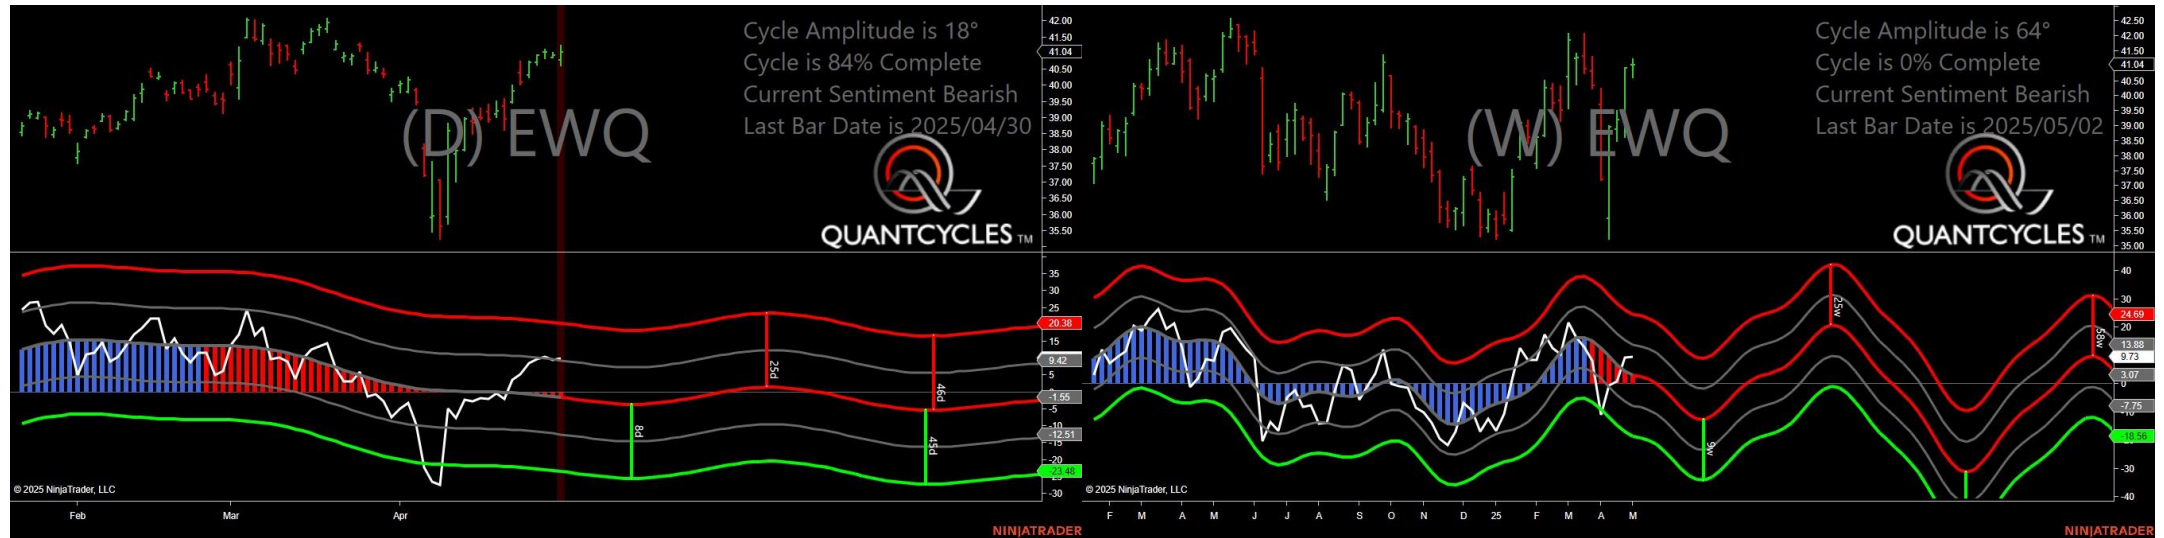 Cycle Amplitude is 18°
Cycle is 84% Complete
Current Sentiment Bearish
Last Bar Date is 2025/04/30
(D) EWQ
QUANTCYCLES TM
42.00
41.50
41.04
40.50
40.00
39.50
39.00
38.50
38.00
37.50
37.00
36.50
36.00
35.50
35
30
25
20.38
15
9.42
5
-1.55
-5
-10
-12.51
-15
-20
-23.48
-30
25d
46d
8d
45d
© 2025 NinjaTrader, LLC
Feb Mar Apr
NINJATRADER
Cycle Amplitude is 64°
Cycle is 0% Complete
Current Sentiment Bearish
Last Bar Date is 2025/05/02
(W) EWQ
QUANTCYCLES TM
42.50
42.00
41.50
41.04
40.50
40.00
39.50
39.00
38.50
38.00
37.50
37.00
36.50
36.00
35.50
35.00
40
30
24.69
20
13.88
9.73
3.07
0
-7.75
-18.56
-30
-40
25w
58w
9w
© 2025 NinjaTrader, LLC
F M A M J J A S O N D 25 F M A M
NINJATRADER